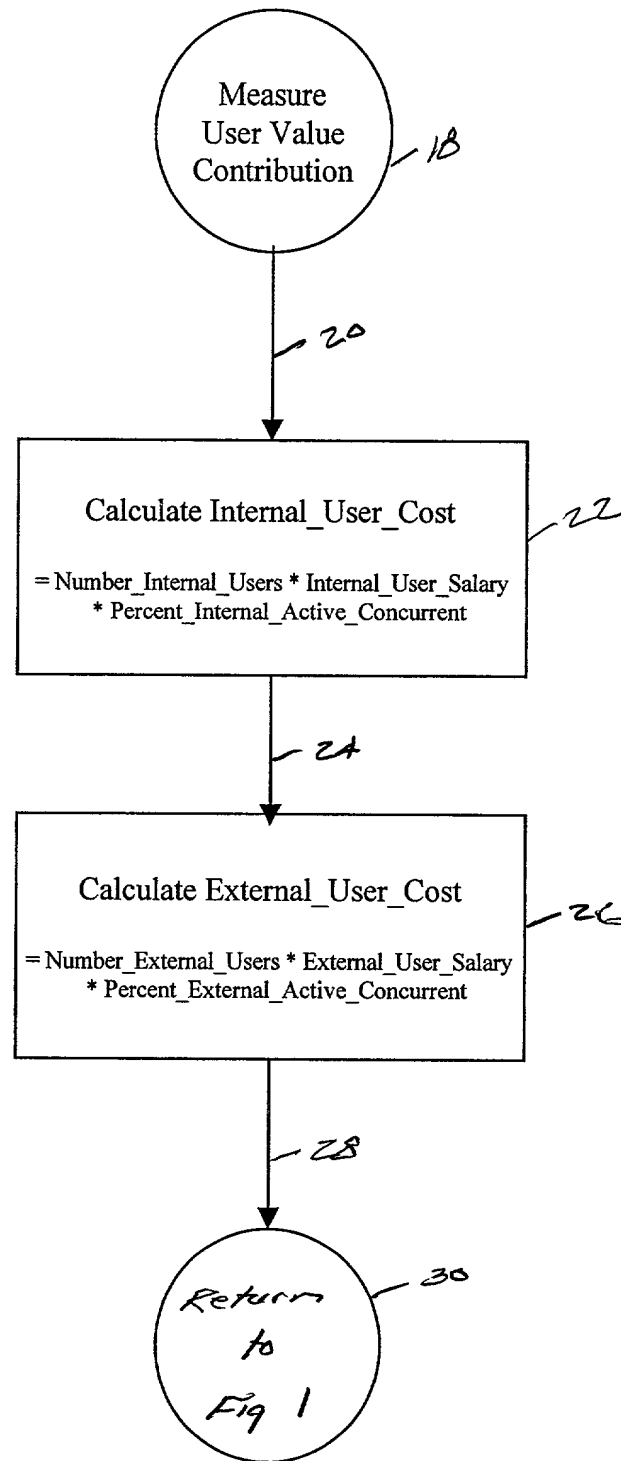 Measure
User Value
Contribution
18
20
Calculate Internal_User_Cost
= Number_Internal_Users * Internal_User_Salary
* Percent_Internal_Active_Concurrent
22
24
Calculate External_User_Cost
= Number_External_Users * External_User_Salary
* Percent_External_Active_Concurrent
26
28
Return
to
Fig 1
30